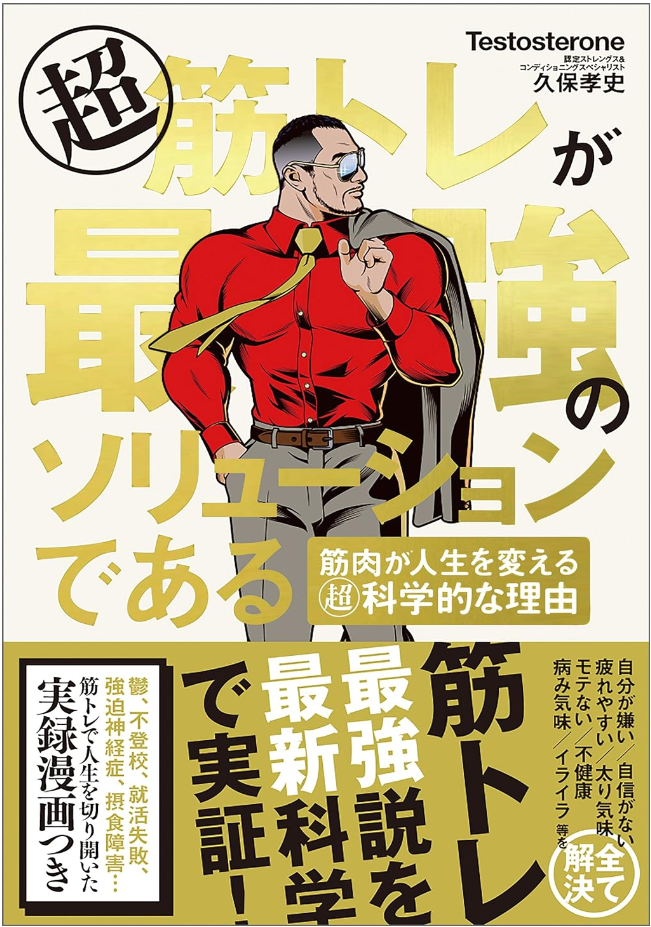 Testosterone
認定ストレングス&
コンディショニングスペシャリスト
久保孝史
超
筋トレが
最強の
ソリューション
である
筋肉が人生を変える
超科学的な理由
自分が嫌い/自信がない
疲れやすい/太り気味
モテない/不健康
病み気味/イライラ 等を
全て
解決
筋トレ
最強説を
最新科学
で実証!
鬱、不登校、就活失敗、
強迫神経症、摂食障害…
筋トレで人生を切り開いた
実録漫画つき